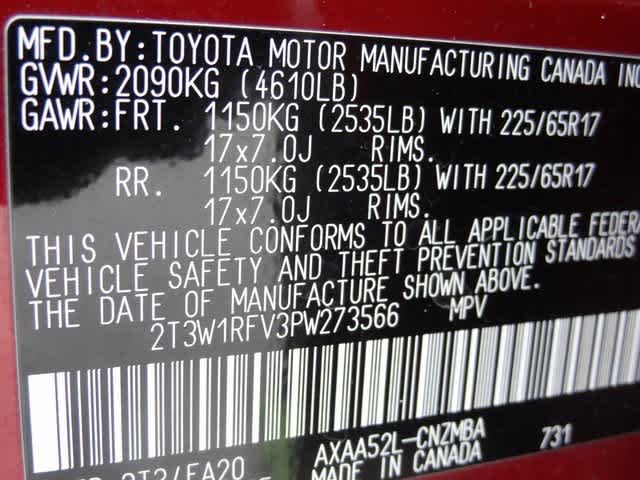 MFD.BY:TOYOTA MOTOR MANUFACTURING CANADA INC
GVWR:2090KG (4610LB)
GAWR:FRT. 1150KG (2535LB) WITH 225/65R17
17x7.0J RIMS.
RR. 1150KG (2535LB) WITH 225/65R17
17x7.0J RIMS.
THIS VEHICLE CONFORMS TO ALL APPLICABLE FEDERA
VEHICLE SAFETY AND THEFT PREVENTION STANDARDS
THE DATE OF MANUFACTURE SHOWN ABOVE.
2T3W1RFV3PW273566 MPV
AXAA52L-CNZMBA 731
MADE IN CANADA